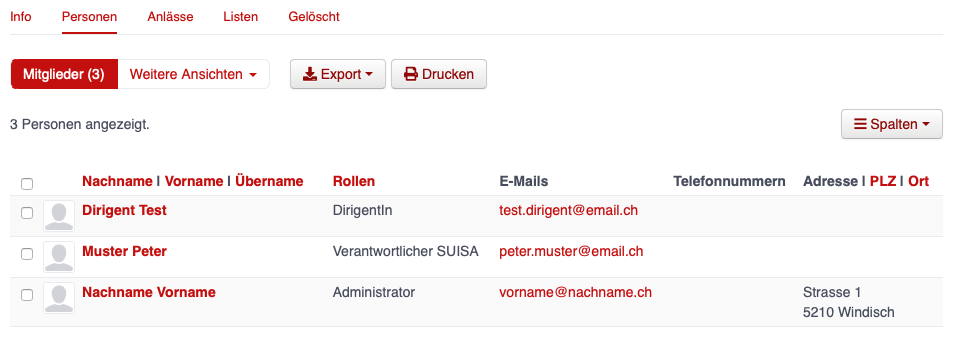 Info Personen Anlässe Listen Gelöscht
Mitglieder (3) Weitere Ansichten Export Drucken
3 Personen angezeigt.
Spalten
Nachname | Vorname | Übername Rollen E-Mails Telefonnummern Adresse | PLZ | Ort
Dirigent Test DirigentIn test.dirigent@email.ch
Muster Peter Verantwortlicher SUISA peter.muster@email.ch
Nachname Vorname Administrator vorname@nachname.ch Strasse 1
5210 Windisch